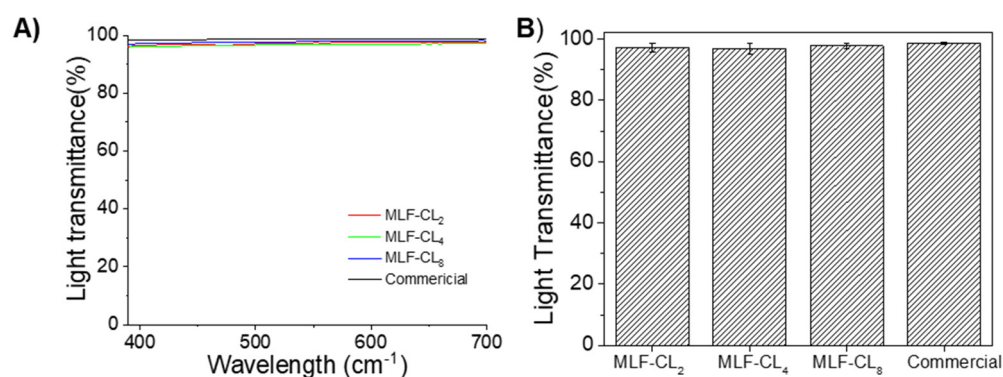 A)
Light transmittance(%)
100
80
60
40
20
0
400
500
600
700
Wavelength (cm⁻¹)
MLF-CL₂
MLF-CL₄
MLF-CL₈
Commericial
B)
Light Transmittance(%)
100
80
60
40
20
0
MLF-CL₂
MLF-CL₄
MLF-CL₈
Commercial